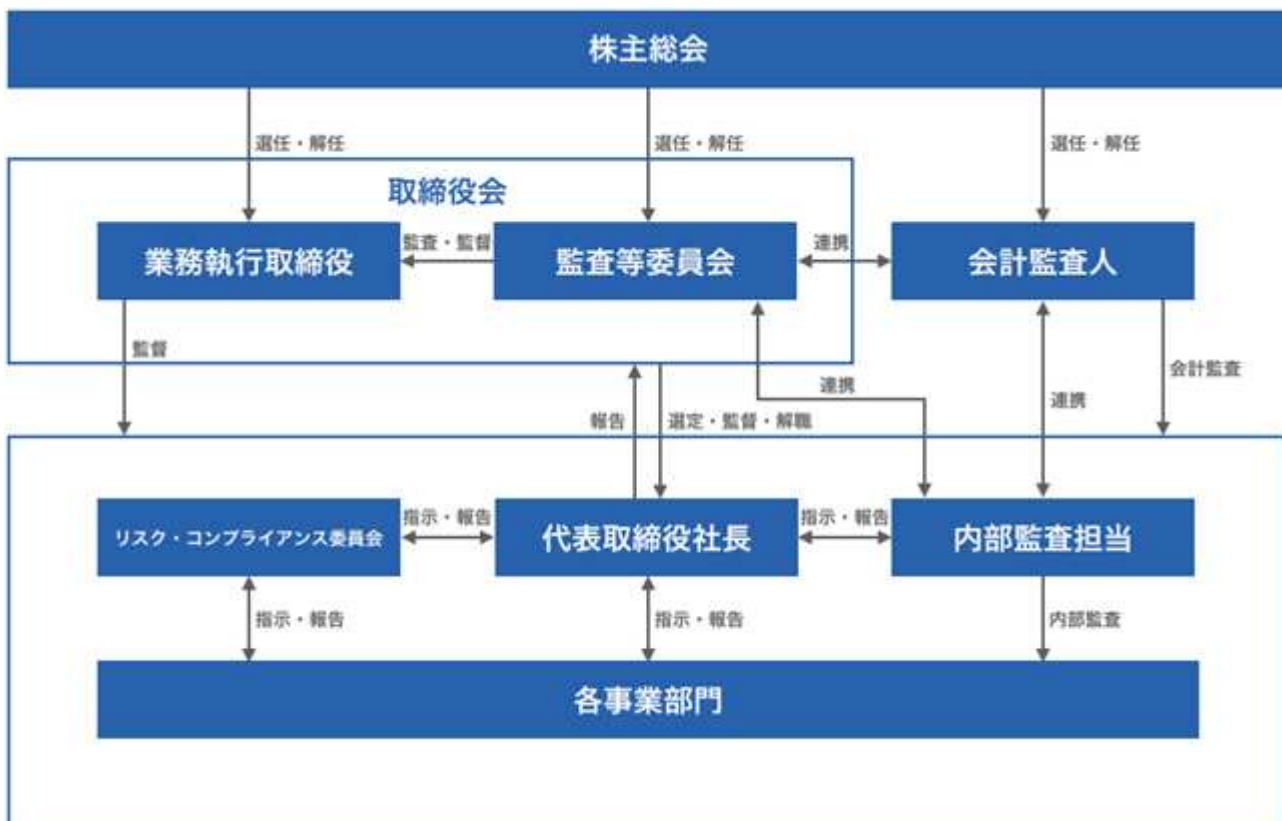 株主総会
選任・解任
選任・解任
選任・解任
取締役会
業務執行取締役
監査・監督
監査等委員会
連携
会計監査人
監督
報告
選定・監督・解職
連携
連携
会計監査
リスク・コンプライアンス委員会
指示・報告
代表取締役社長
指示・報告
内部監査担当
指示・報告
指示・報告
内部監査
各事業部門